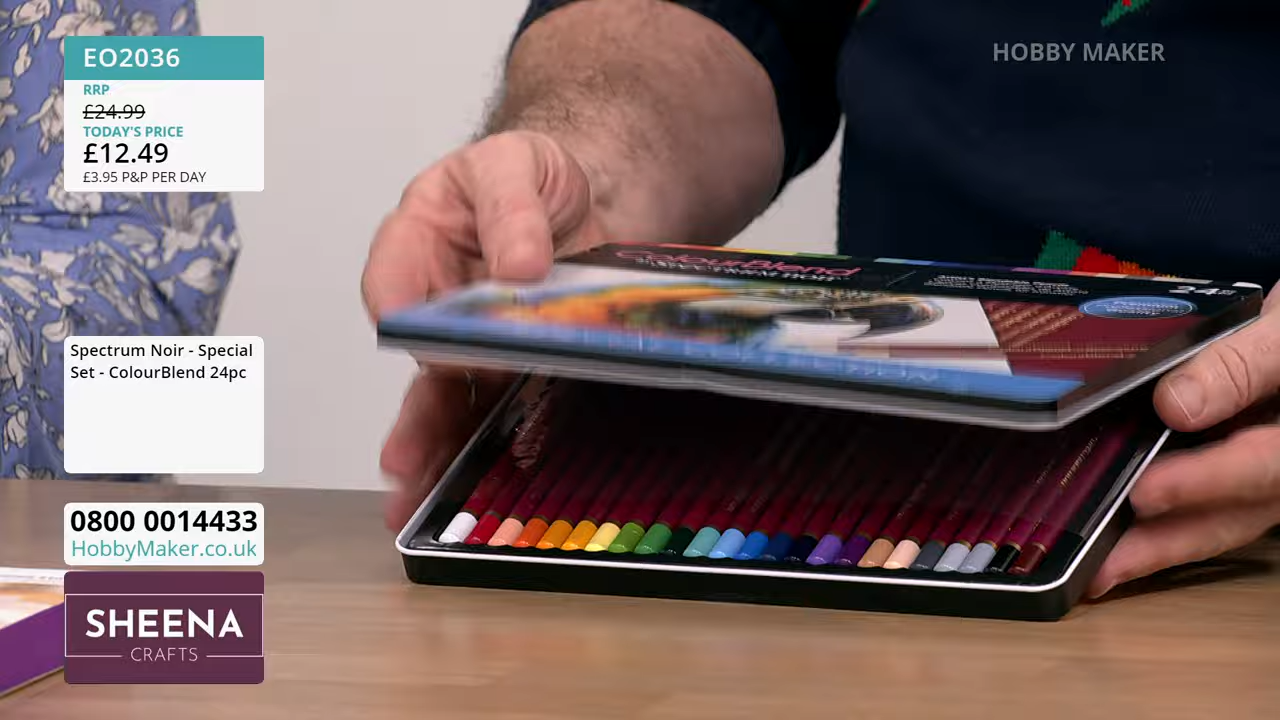 EO2036
RRP
£24.99
TODAY'S PRICE
£12.49
£3.95 P&P PER DAY
HOBBY MAKER
ColourBlend
24
Spectrum Noir - Special
Set - ColourBlend 24pc
0800 0014433
HobbyMaker.co.uk
SHEENA
CRAFTS